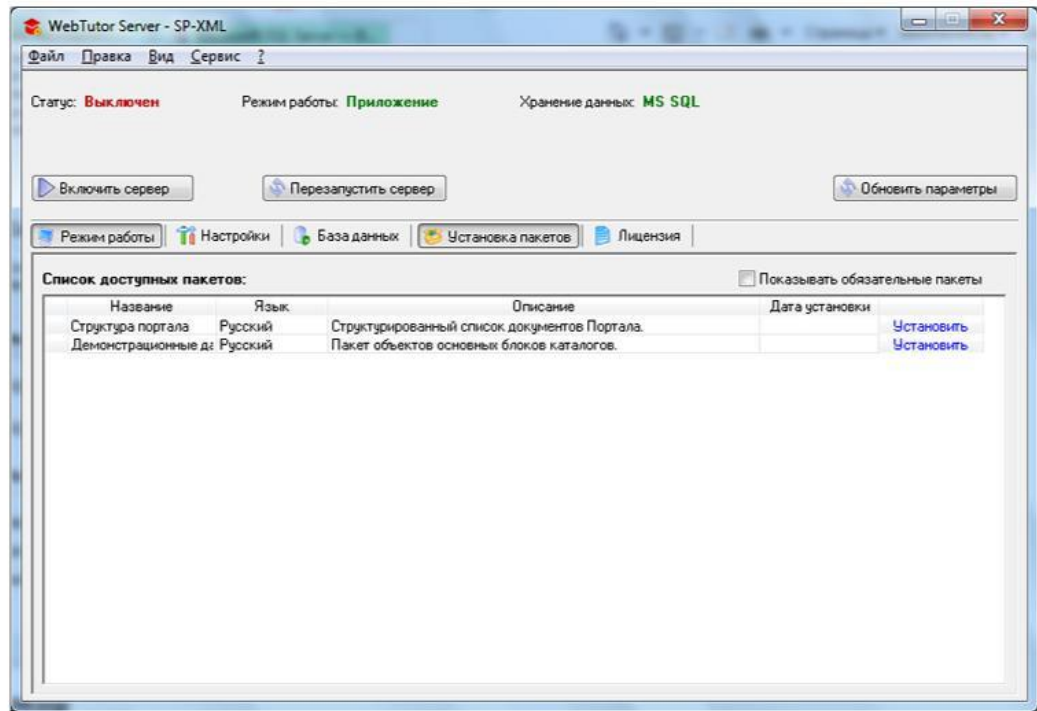 WebTutor Server - SP-XML
Файл Правка Вид Сервис ?
Статус: Выключен Режим работы: Приложение Хранение данных: MS SQL
Включить сервер Перезапустить сервер Обновить параметры
Режим работы Настройки База данных Установка пакетов Лицензия
Список доступных пакетов: Показывать обязательные пакеты
Название Язык Описание Дата установки
Структура портала Русский Структурированный список документов Портала. Установить
Демонстрационные да Русский Пакет объектов основных блоков каталогов. Установить